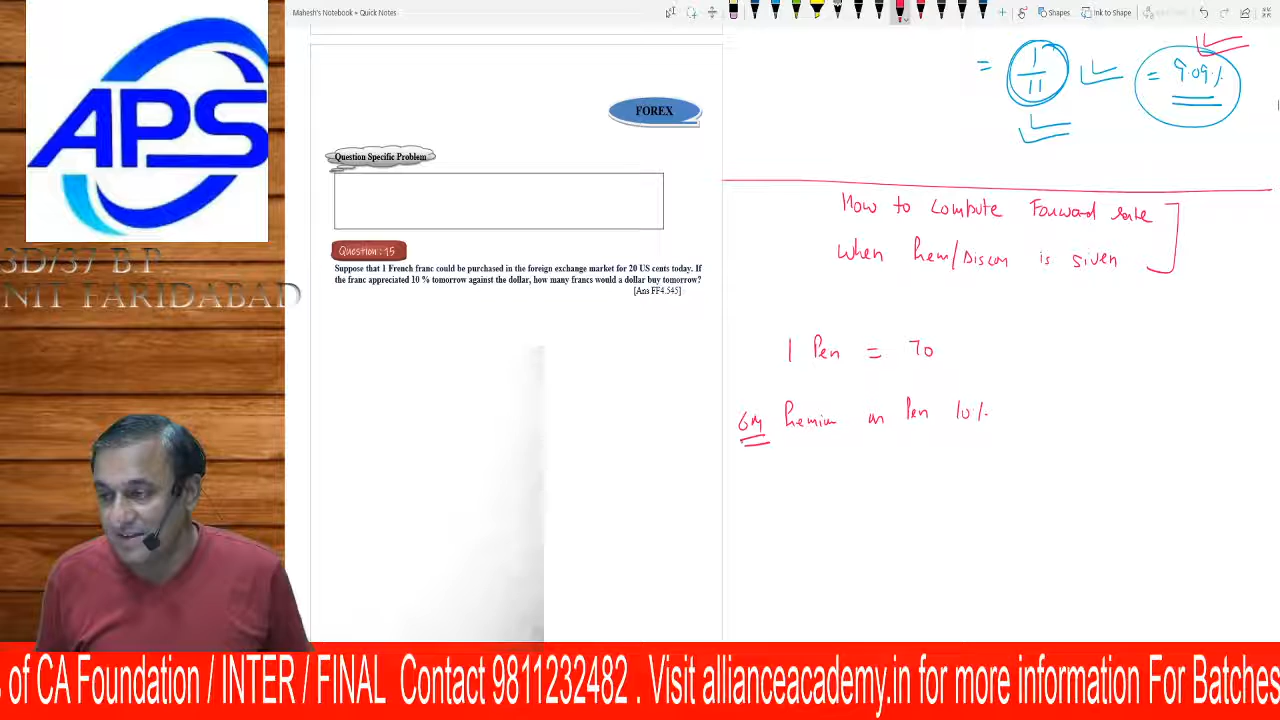 Mahesh's Notebook » Quick Notes
Shapes
Ink to Shape
APS
3D/37 B.P.
NIT FARIDABAD
FOREX
Question Specific Problem
Question : 15
Suppose that 1 French franc could be purchased in the foreign exchange market for 20 US cents today. If
the franc appreciated 10 % tomorrow against the dollar, how many francs would a dollar buy tomorrow?
[Ans FF4.545]
= 1/11 = 9.09%
How to Compute Forward rate
when Prem/Discon is given
1 Pen = 70
6M Premium on Pen 10%
s of CA Foundation / INTER / FINAL Contact 9811232482 . Visit allianceacademy.in for more information For Batches